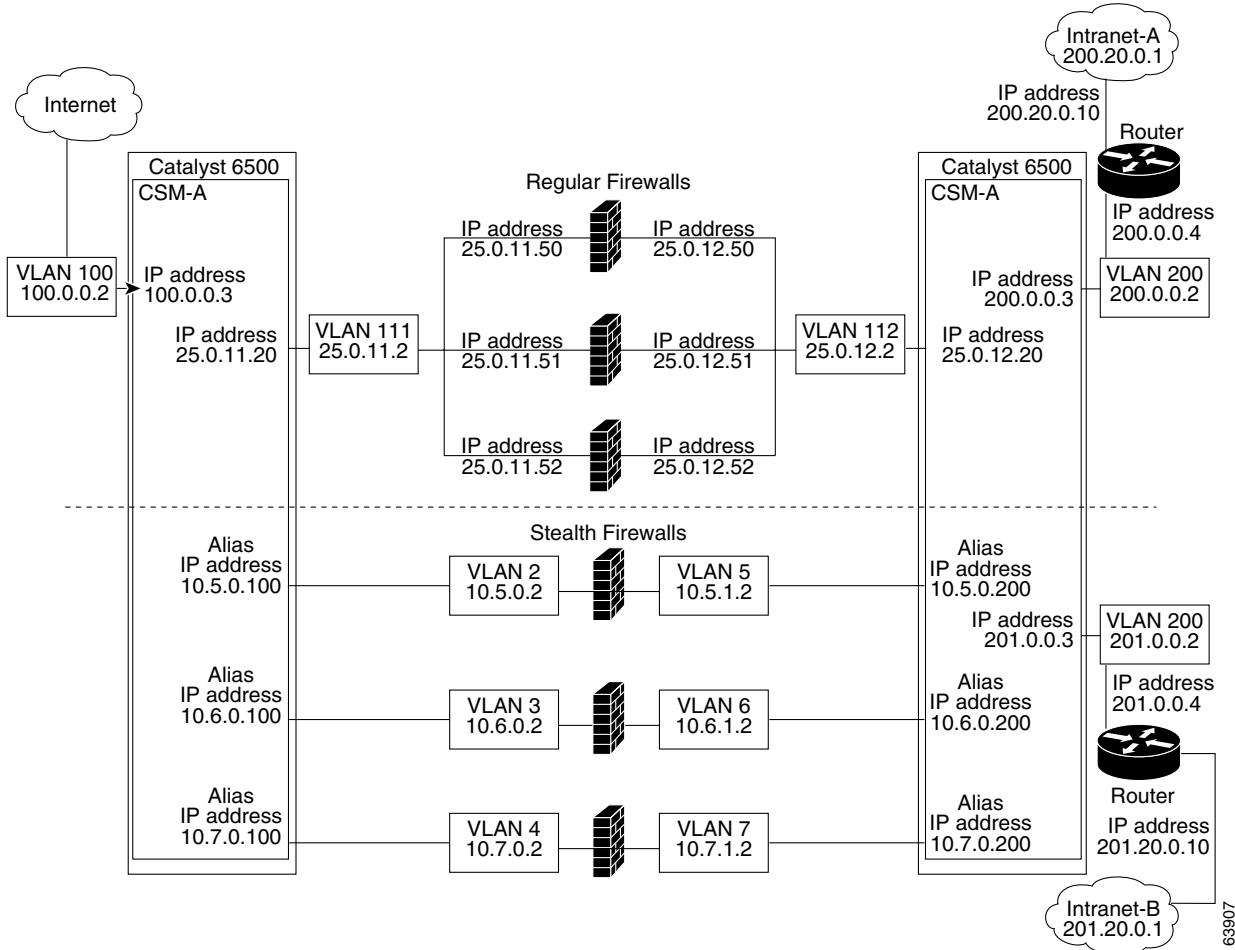 Intranet-A
200.20.0.1
Internet
IP address
200.20.0.10
Router
Catalyst 6500
CSM-A
Regular Firewalls
Catalyst 6500
CSM-A
IP address
200.0.0.4
IP address
25.0.11.50
IP address
25.0.12.50
VLAN 100
100.0.0.2
IP address
100.0.0.3
IP address
200.0.0.3
VLAN 200
200.0.0.2
IP address
25.0.11.20
VLAN 111
25.0.11.2
IP address
25.0.11.51
IP address
25.0.12.51
VLAN 112
25.0.12.2
IP address
25.0.12.20
IP address
25.0.11.52
IP address
25.0.12.52
Stealth Firewalls
Alias
IP address
10.5.0.100
VLAN 2
10.5.0.2
VLAN 5
10.5.1.2
Alias
IP address
10.5.0.200
IP address
201.0.0.3
VLAN 200
201.0.0.2
Alias
IP address
10.6.0.100
VLAN 3
10.6.0.2
VLAN 6
10.6.1.2
Alias
IP address
10.6.0.200
IP address
201.0.0.4
Router
Alias
IP address
10.7.0.100
VLAN 4
10.7.0.2
VLAN 7
10.7.1.2
Alias
IP address
10.7.0.200
IP address
201.20.0.10
Intranet-B
201.20.0.1
63907